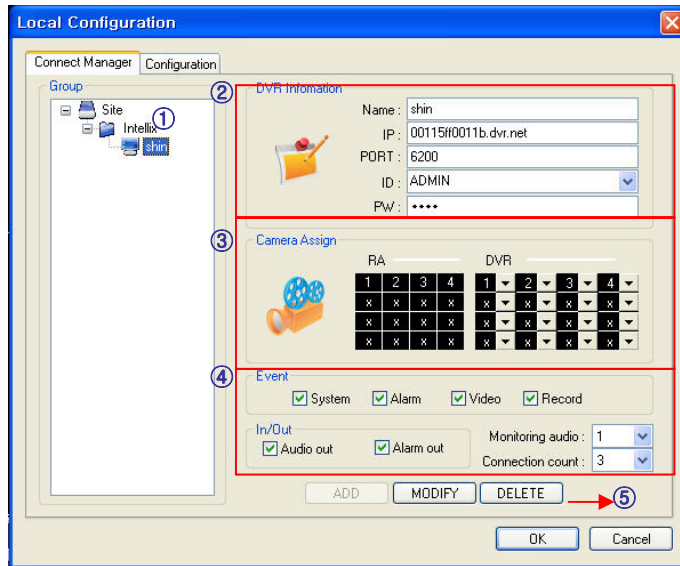 Local Configuration
Connect Manager Configuration
Group
Site
①
Intellix
shin
②
DVR Infomation
Name : shin
IP : 00115ff0011b.dvr.net
PORT : 6200
ID : ADMIN
PW : ••••
③
Camera Assign
RA DVR
1 2 3 4 1 2 3 4
x x x x x x x x
x x x x x x x x
x x x x x x x x
④
Event
System Alarm Video Record
In/Out
Audio out Alarm out
Monitoring audio : 1
Connection count : 3
ADD MODIFY DELETE
⑤
OK Cancel